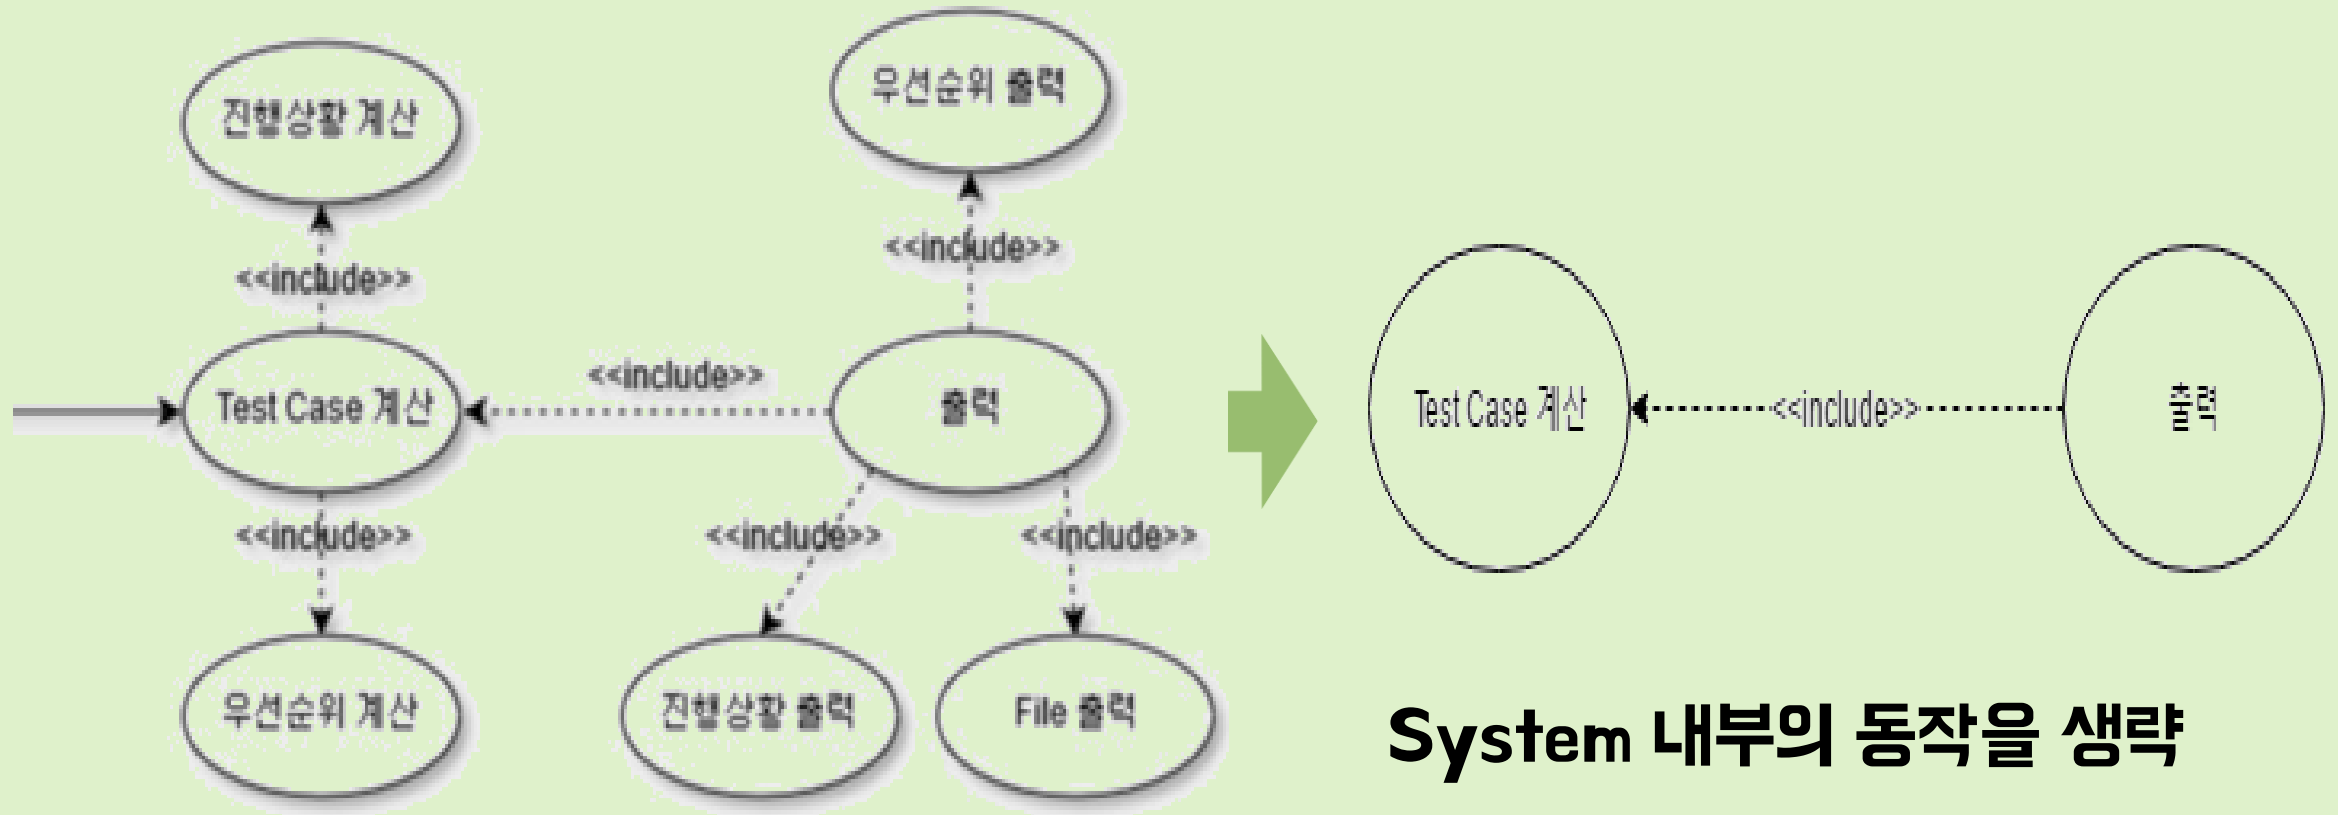 진행상황 계산
우선순위 출력
<<include>>
<<include>>
Test Case 계산
<<include>>
출력
<<include>>
<<include>>
<<include>>
우선순위 계산
진행상황 출력
File 출력
Test Case 계산
<<include>>
출력
System 내부의 동작을 생략